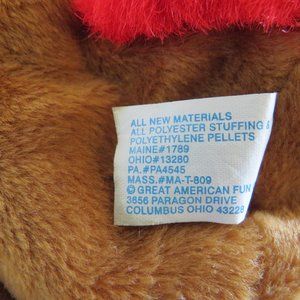 ALL NEW MATERIALS
ALL POLYESTER STUFFING &
POLYETHYLENE PELLETS
MAINE#1789
OHIO#13280
PA.#PA4545
MASS.#MA-T-809
© GREAT AMERICAN FUN
3856 PARAGON DRIVE
COLUMBUS OHIO 43228